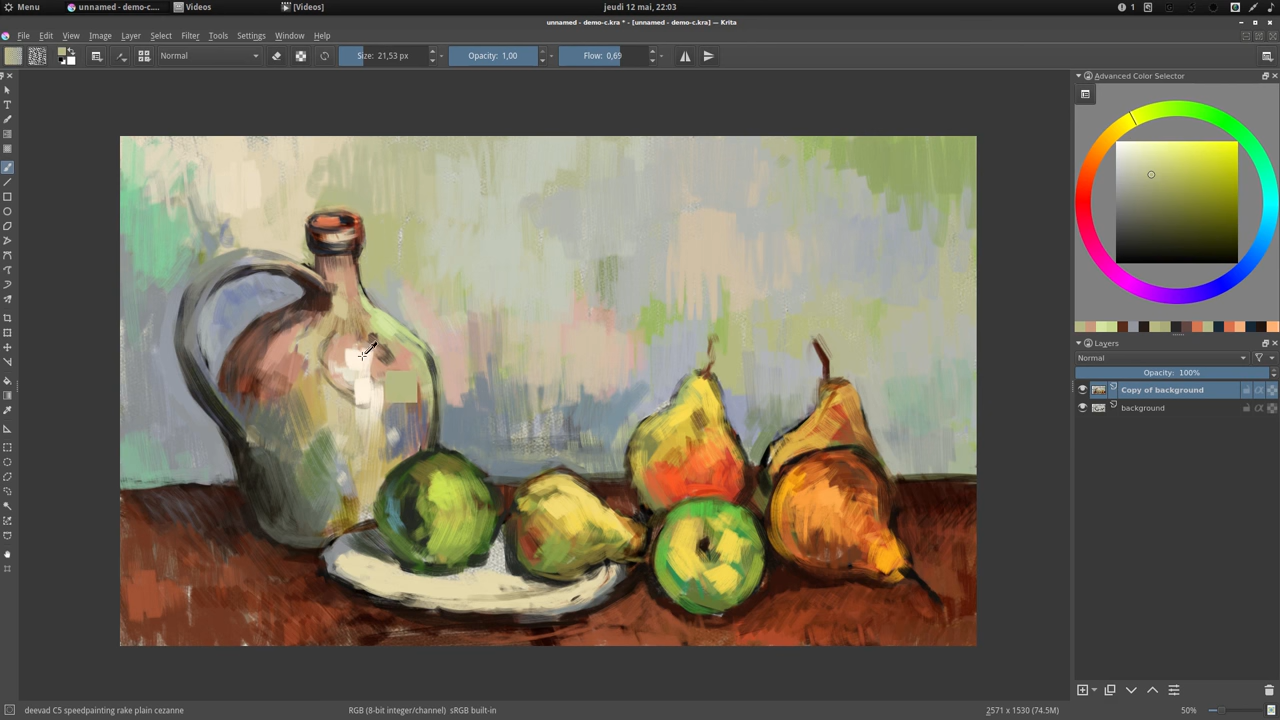 Menu unnamed - demo-c.... Videos [Videos] jeudi 12 mai, 22:03 1
unnamed - demo-c.kra * - [unnamed - demo-c.kra] — Krita
File Edit View Image Layer Select Filter Tools Settings Window Help
Normal Size: 21,53 px Opacity: 1,00 Flow: 0,69
Advanced Color Selector
Layers
Normal
Opacity: 100%
Copy of background
background
deevad C5 speedpainting rake plain cezanne RGB (8-bit integer/channel) sRGB built-in 2571 x 1530 (74.5M) 50%